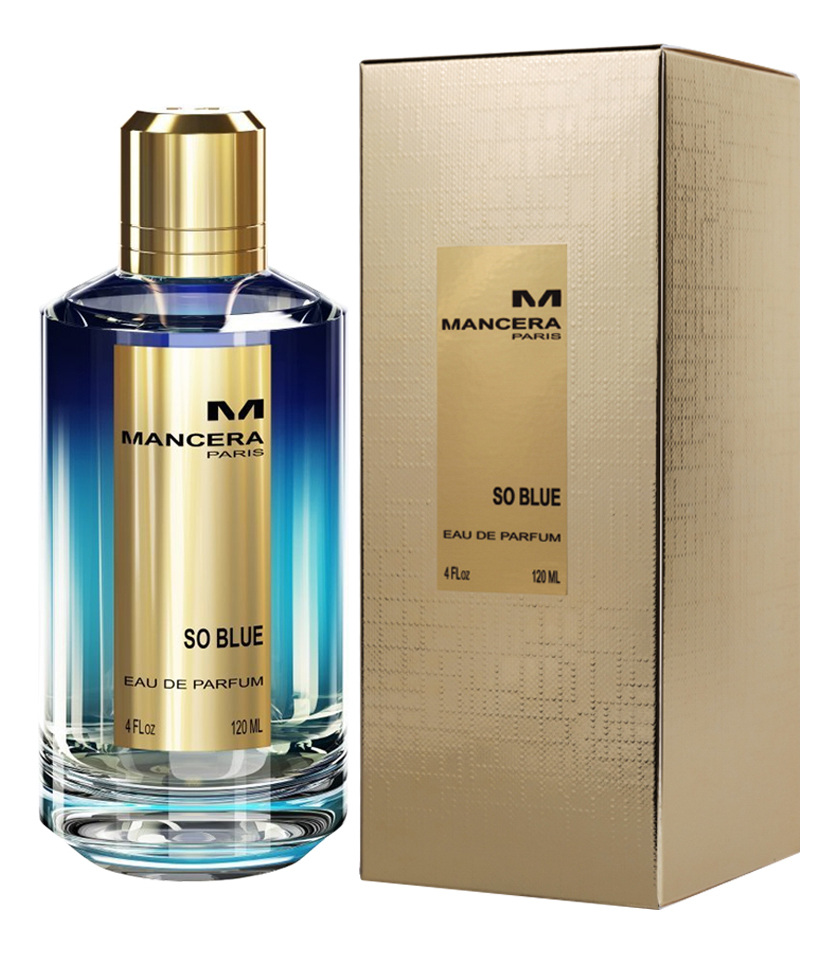 M
MANCERA
PARIS
SO BLUE
EAU DE PARFUM
4 FLoz 120 ML
M
MANCERA
PARIS
SO BLUE
EAU DE PARFUM
4 FLoz 120 ML